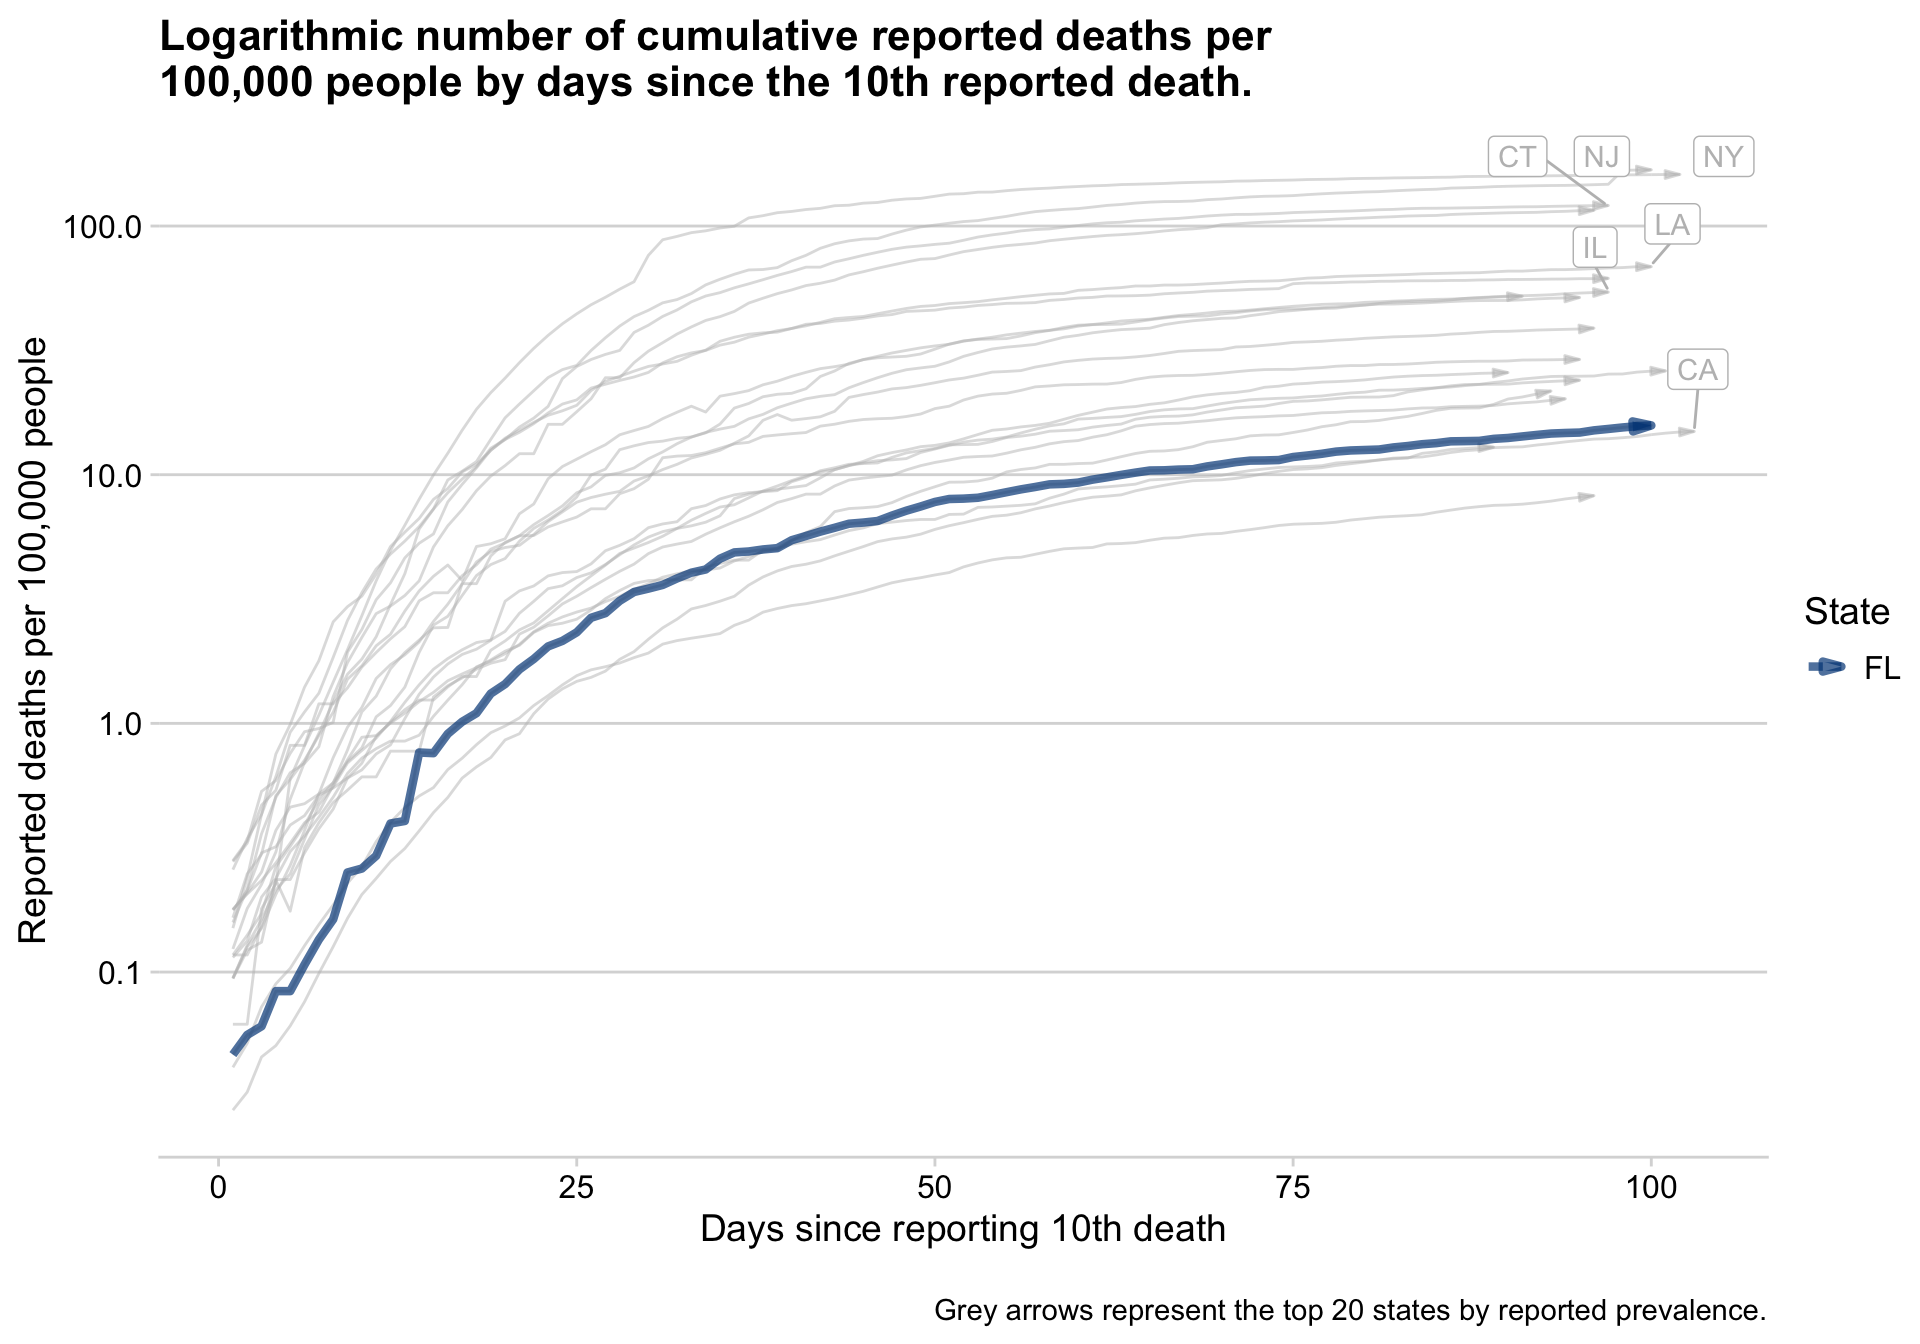 Logarithmic number of cumulative reported deaths per
100,000 people by days since the 10th reported death.
CT
NJ
NY
LA
IL
CA
Reported deaths per 100,000 people
100.0
10.0
1.0
0.1
0
25
50
75
100
Days since reporting 10th death
State
FL
Grey arrows represent the top 20 states by reported prevalence.